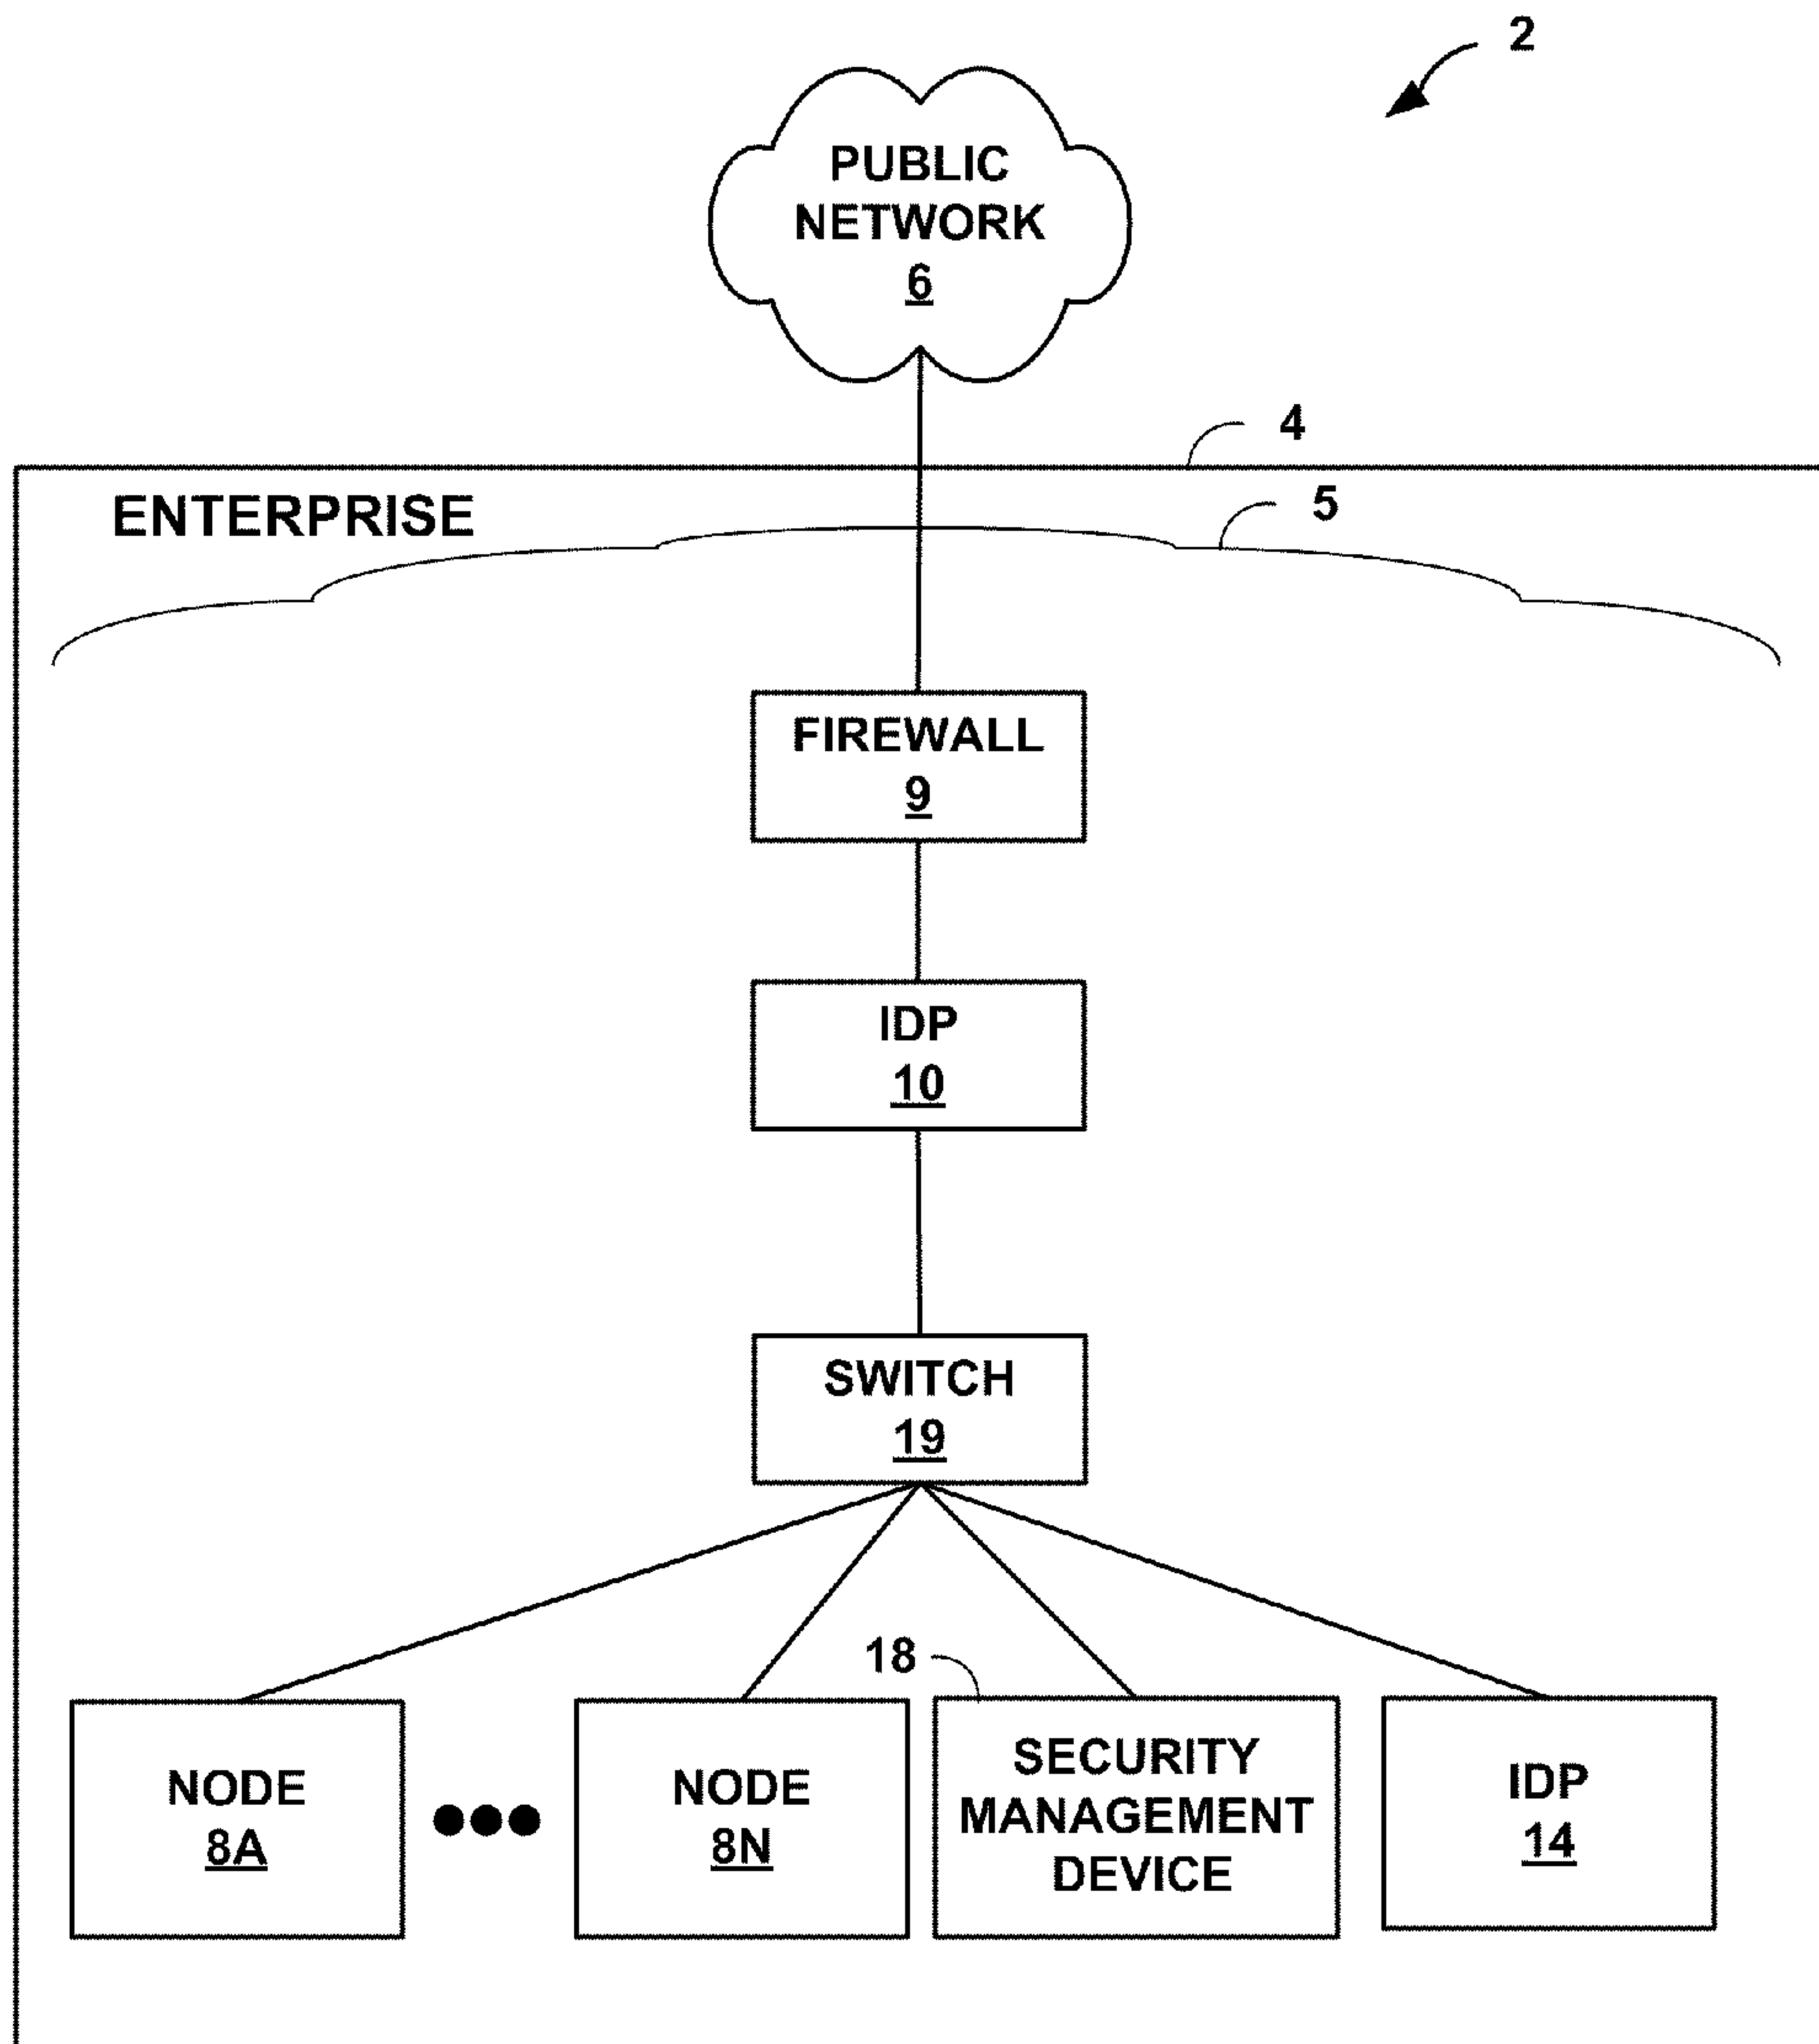 2
PUBLIC
NETWORK
6
4
ENTERPRISE
5
FIREWALL
9
IDP
10
SWITCH
19
18
NODE
8A
NODE
8N
SECURITY
MANAGEMENT
DEVICE
IDP
14